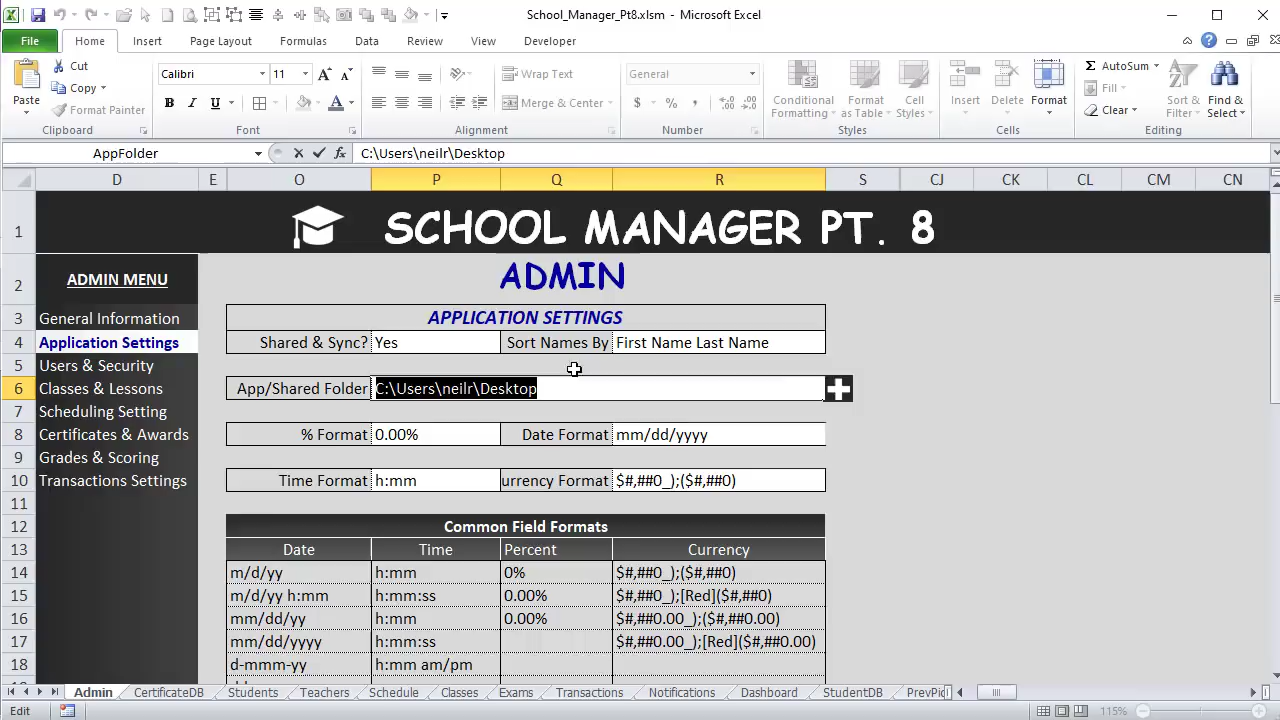 School_Manager_Pt8.xlsm - Microsoft Excel
File Home Insert Page Layout Formulas Data Review View Developer
Paste
Cut
Copy
Format Painter
Clipboard
Calibri 11
B I U
Font
Wrap Text
Merge & Center
Alignment
General
$ % ,
Number
Conditional Formatting
Format as Table
Cell Styles
Styles
Insert Delete Format
Cells
AutoSum
Fill
Clear
Sort & Filter
Find & Select
Editing
AppFolder fx C:\Users\neilr\Desktop
D E O P Q R S CJ CK CL CM CN
1 SCHOOL MANAGER PT. 8
2 ADMIN MENU ADMIN
3 General Information APPLICATION SETTINGS
4 Application Settings Shared & Sync? Yes Sort Names By First Name Last Name
5 Users & Security
6 Classes & Lessons App/Shared Folder C:\Users\neilr\Desktop
7 Scheduling Setting
8 Certificates & Awards % Format 0.00% Date Format mm/dd/yyyy
9 Grades & Scoring
10 Transactions Settings Time Format h:mm urrency Format $#,##0_);($#,##0)
11
12 Common Field Formats
13 Date Time Percent Currency
14 m/d/yy h:mm 0% $#,##0_);($#,##0)
15 m/d/yy h:mm h:mm:ss 0.00% $#,##0_);[Red]($#,##0)
16 mm/dd/yy h:mm 0.00% $#,##0.00_);($#,##0.00)
17 mm/dd/yyyy h:mm:ss $#,##0.00_);[Red]($#,##0.00)
18 d-mmm-yy h:mm am/pm
Admin CertificateDB Students Teachers Schedule Classes Exams Transactions Notifications Dashboard StudentDB PrevPic
Edit 115%